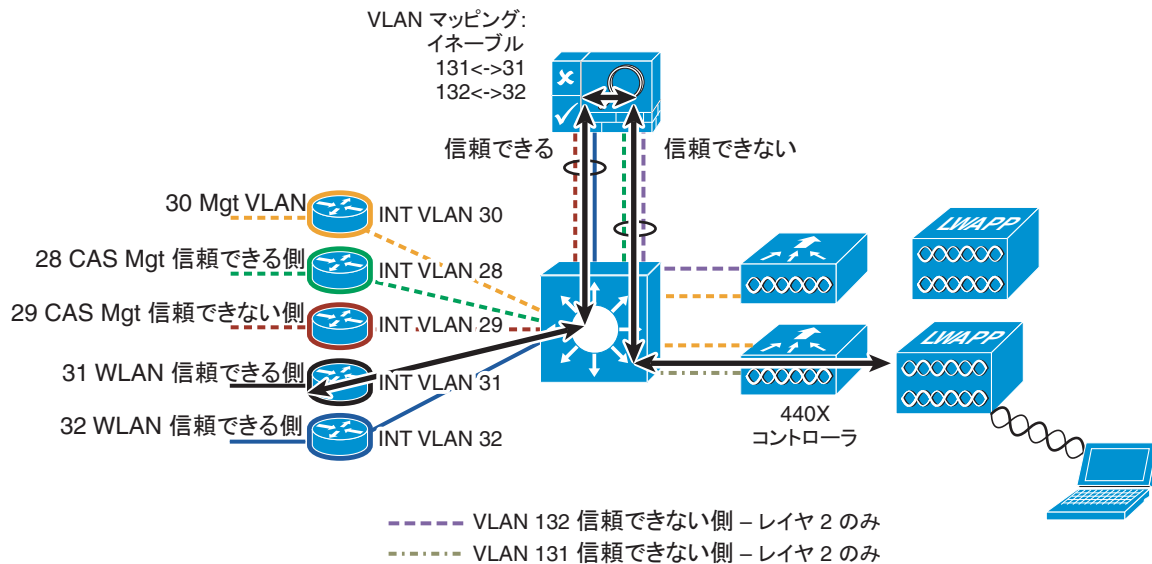 VLAN マッピング:
イネーブル
131<->31
132<->32
信頼できる
信頼できない
30 Mgt VLAN
INT VLAN 30
28 CAS Mgt 信頼できる側
INT VLAN 28
29 CAS Mgt 信頼できない側
INT VLAN 29
31 WLAN 信頼できる側
INT VLAN 31
32 WLAN 信頼できる側
INT VLAN 32
LWAPP
LWAPP
440X
コントローラ
VLAN 132 信頼できない側 – レイヤ 2 のみ
VLAN 131 信頼できない側 – レイヤ 2 のみ